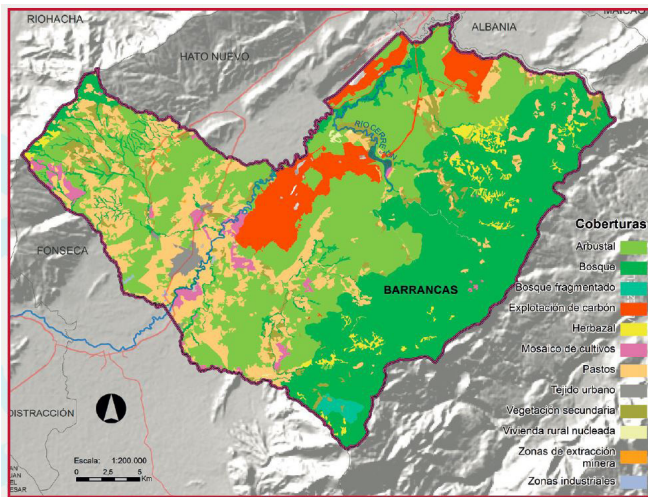 RIOHACHA
ALBANIA
HATO NUEVO
RIO CERREJÓN
FONSECA
BARRANCAS
DISTRACCIÓN
Escala; 1:200.000
0 2,5 5
Km
Coberturas
Arbustal
Bosque
Bosque fragmentado
Explotación de carbón
Herbazal
Mosaico de cultivos
Pastos
Tejido urbano
Vegetación secundaria
Vivienda rural nucleada
Zonas de extracción
minera
Zonas industriales